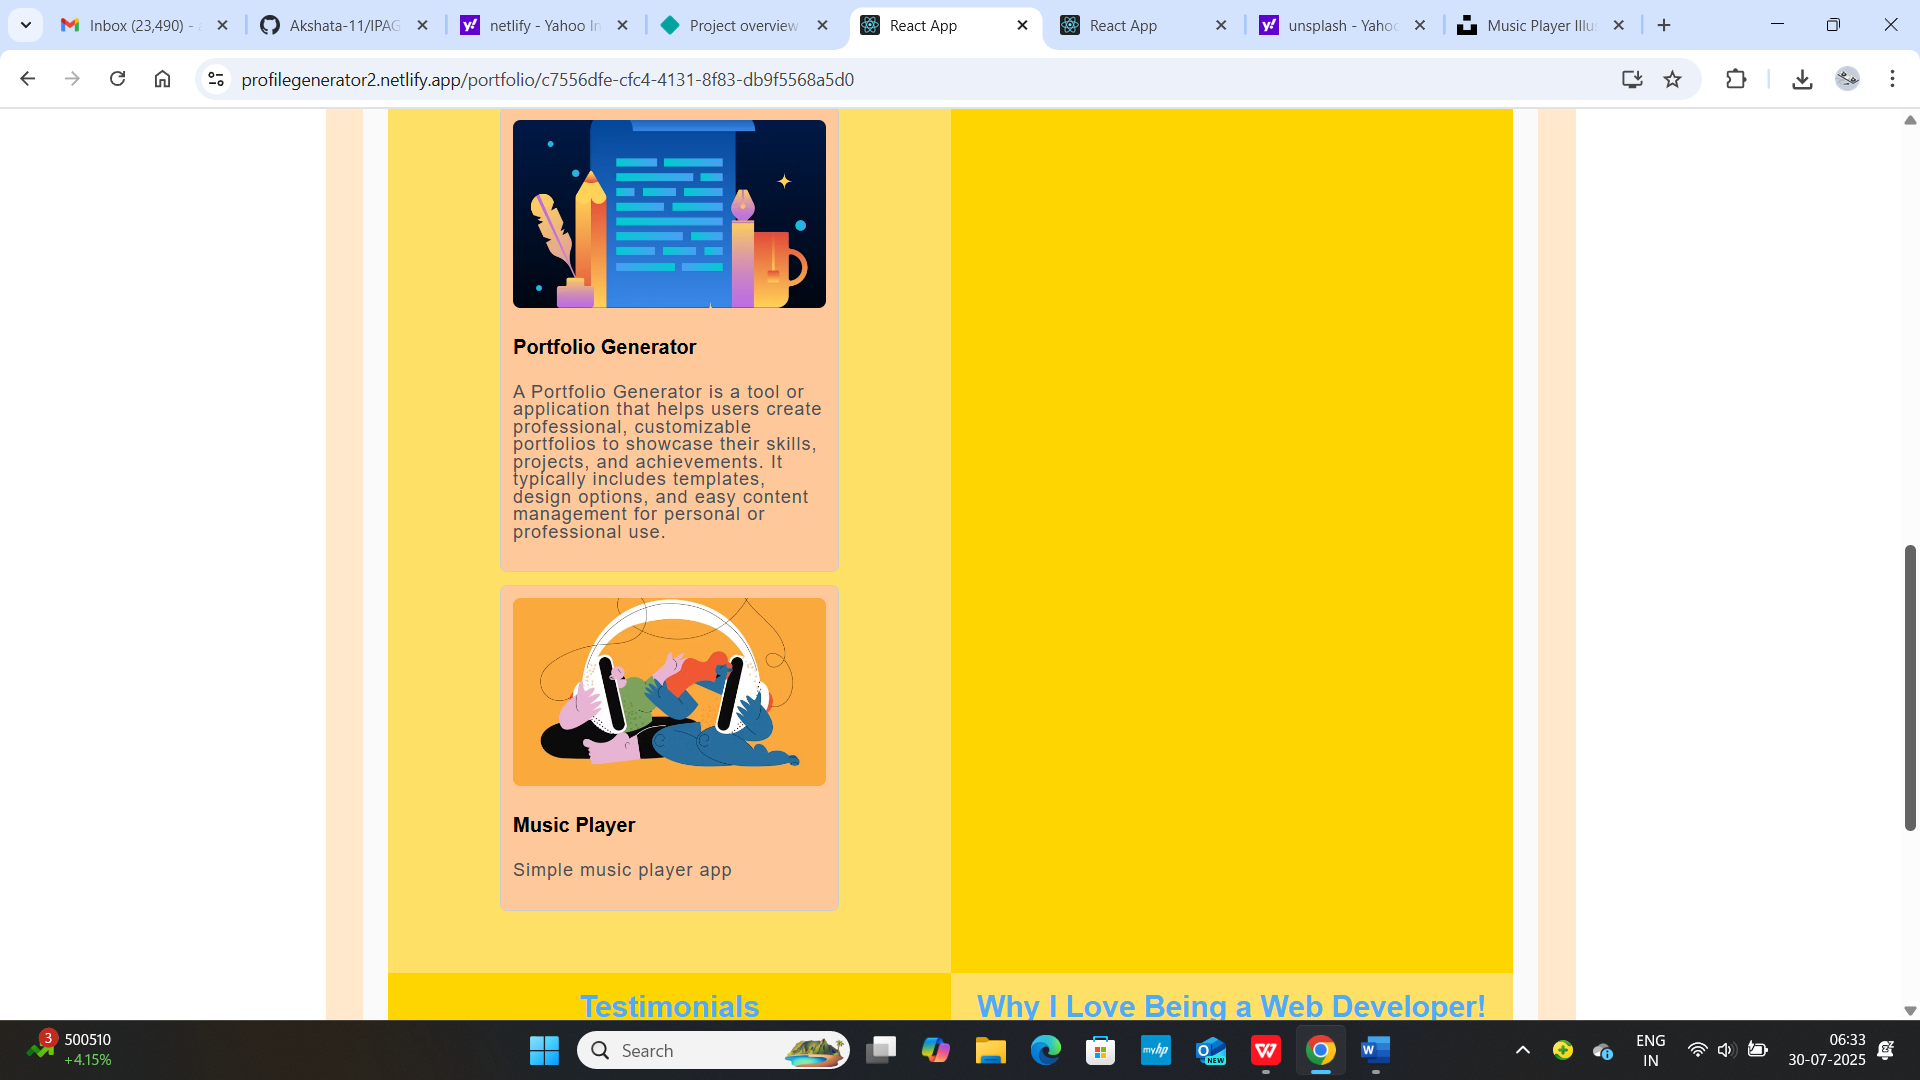 Inbox (23,490) -
Akshata-11/IPAG
netlify - Yahoo In
Project overview
React App
React App
unsplash - Yahoo
Music Player Illus
profilegenerator2.netlify.app/portfolio/c7556dfe-cfc4-4131-8f83-db9f5568a5d0
Portfolio Generator
A Portfolio Generator is a tool or
application that helps users create
professional, customizable
portfolios to showcase their skills,
projects, and achievements. It
typically includes templates,
design options, and easy content
management for personal or
professional use.
Music Player
Simple music player app
Testimonials
Why I Love Being a Web Developer!
3
500510
+4.15%
Search
myhp
NEW
ENG
IN
06:33
30-07-2025